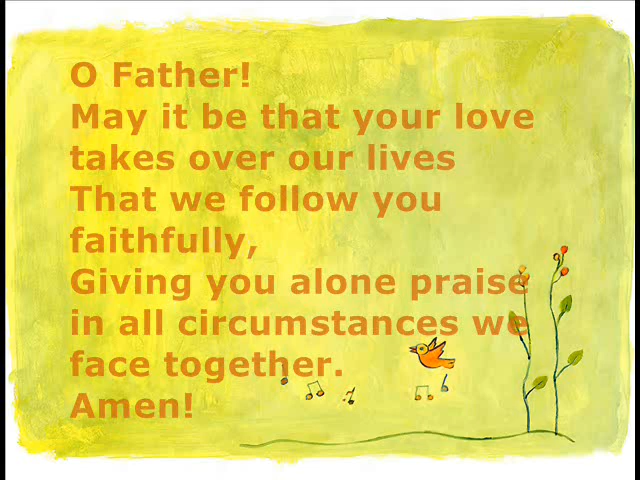 O Father!
May it be that your love
takes over our lives
That we follow you
faithfully,
Giving you alone praise
in all circumstances we
face together.
Amen!